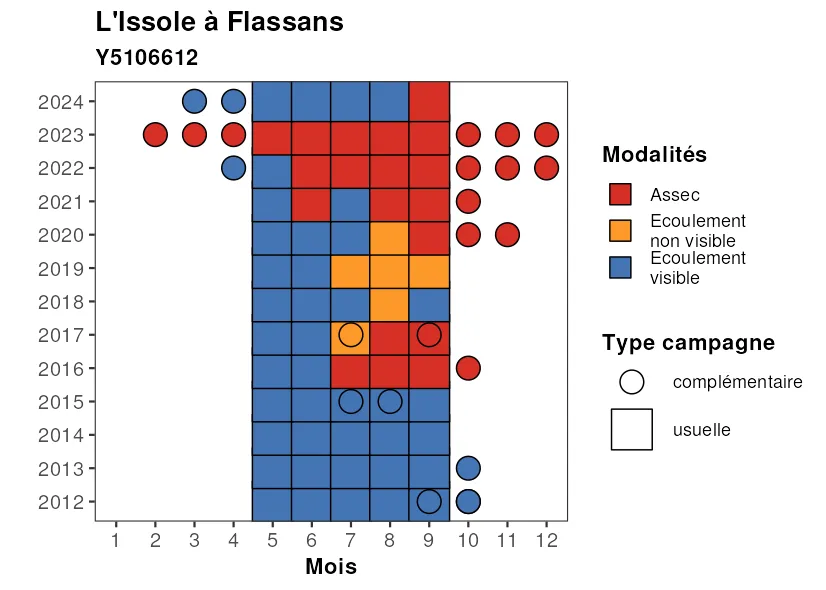 L'Issole à Flassans
Y5106612
2024
2023
2022
2021
2020
2019
2018
2017
2016
2015
2014
2013
2012
1 2 3 4 5 6 7 8 9 10 11 12
Mois
Modalités
Assec
Ecoulement
non visible
Ecoulement
visible
Type campagne
complémentaire
usuelle